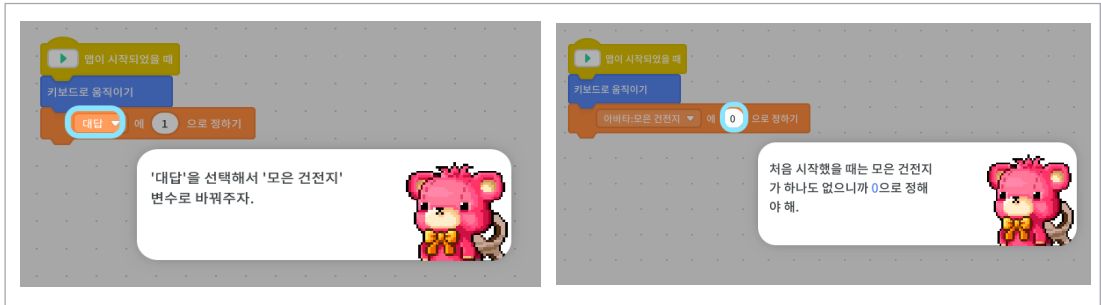 맵이 시작되었을 때
키보드로 움직이기
대답 에 1 으로 정하기
'대답'을 선택해서 '모은 건전지'
변수로 바꿔주자.
맵이 시작되었을 때
키보드로 움직이기
아바타:모은 건전지 에 0 으로 정하기
처음 시작했을 때는 모은 건전지
가 하나도 없으니까 0으로 정해
야 해.